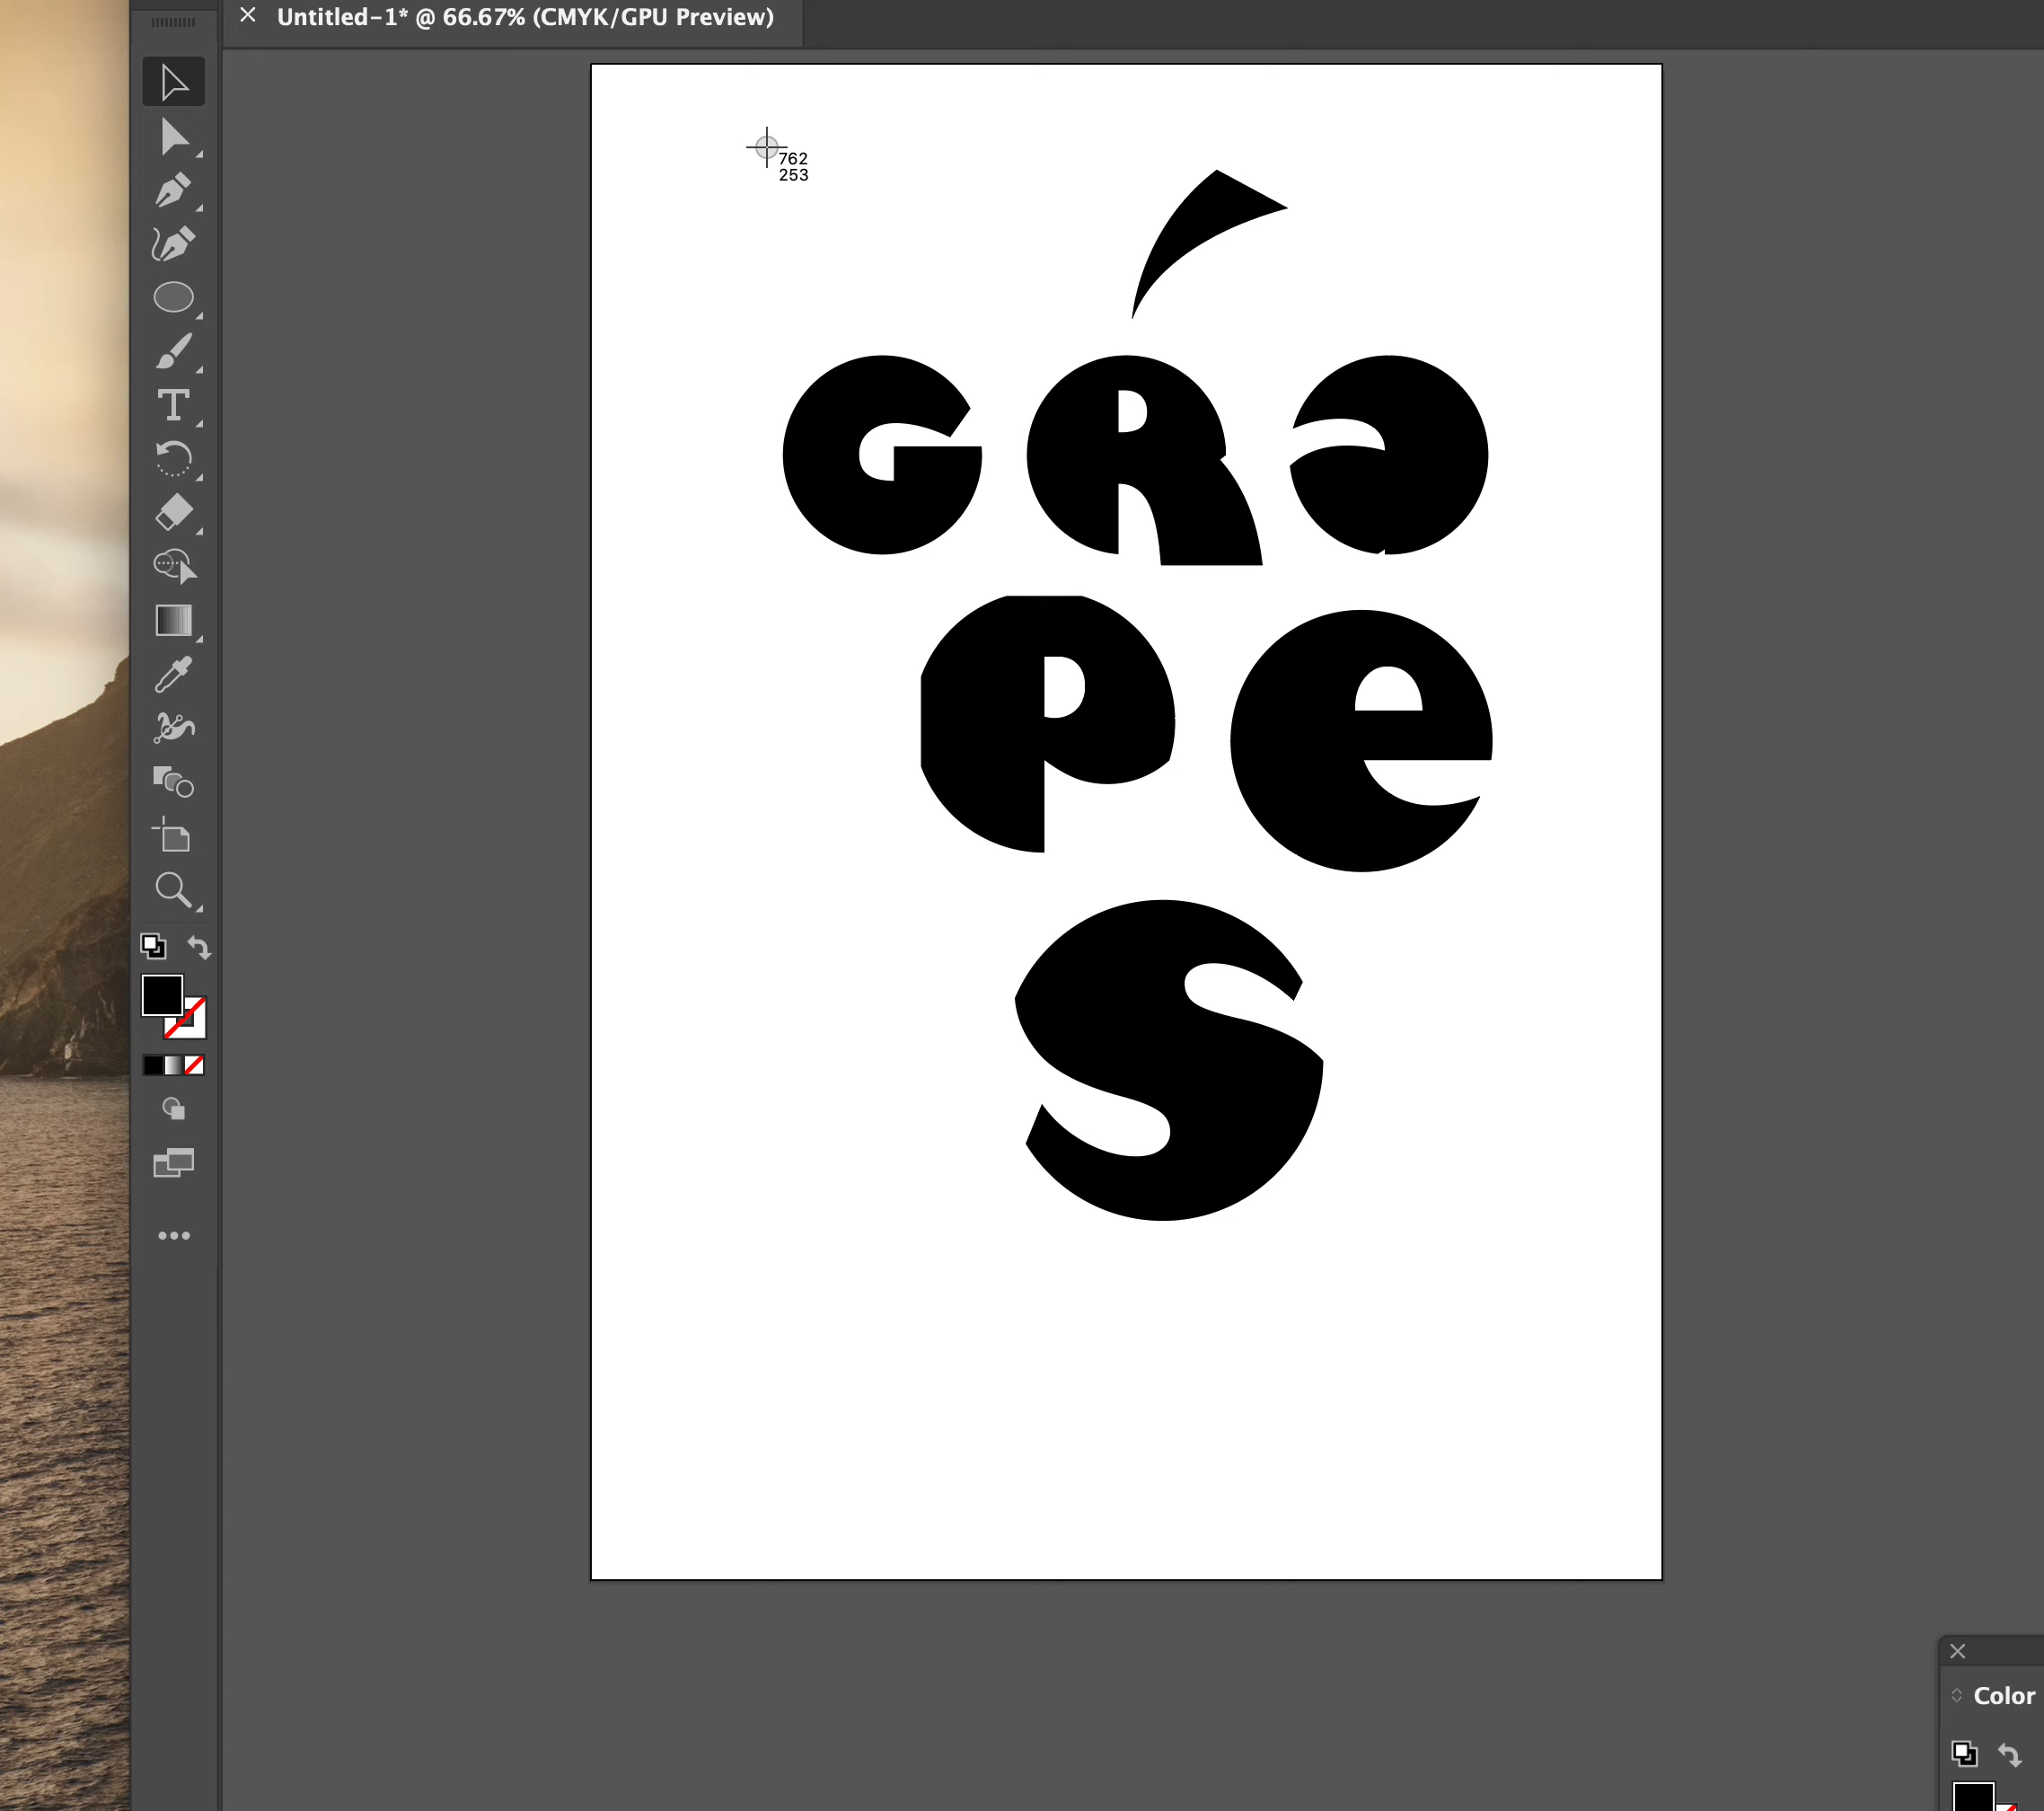 Untitled-1* @ 66.67% (CMYK/GPU Preview)
762
253
GRa
Pe
S
Color